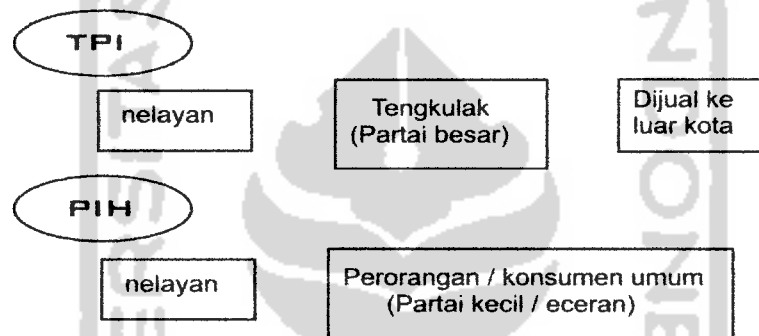 TPI
nelayan
Tengkulak
(Partai besar)
Dijual ke
luar kota
PIH
nelayan
Perorangan / konsumen umum
(Partai kecil / eceran)